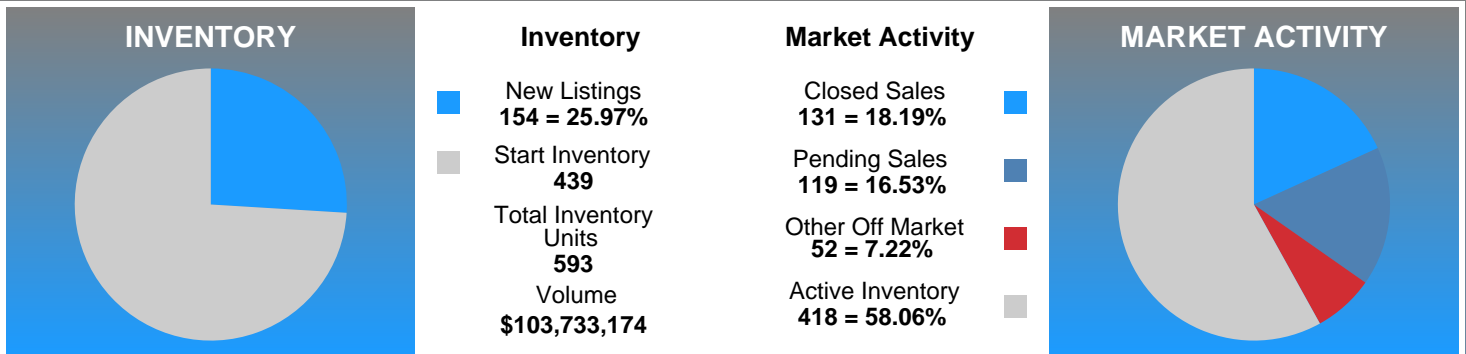 INVENTORY
Inventory
New Listings
154 = 25.97%
Start Inventory
439
Total Inventory
Units
593
Volume
$103,733,174
Market Activity
Closed Sales
131 = 18.19%
Pending Sales
119 = 16.53%
Other Off Market
52 = 7.22%
Active Inventory
418 = 58.06%
MARKET ACTIVITY